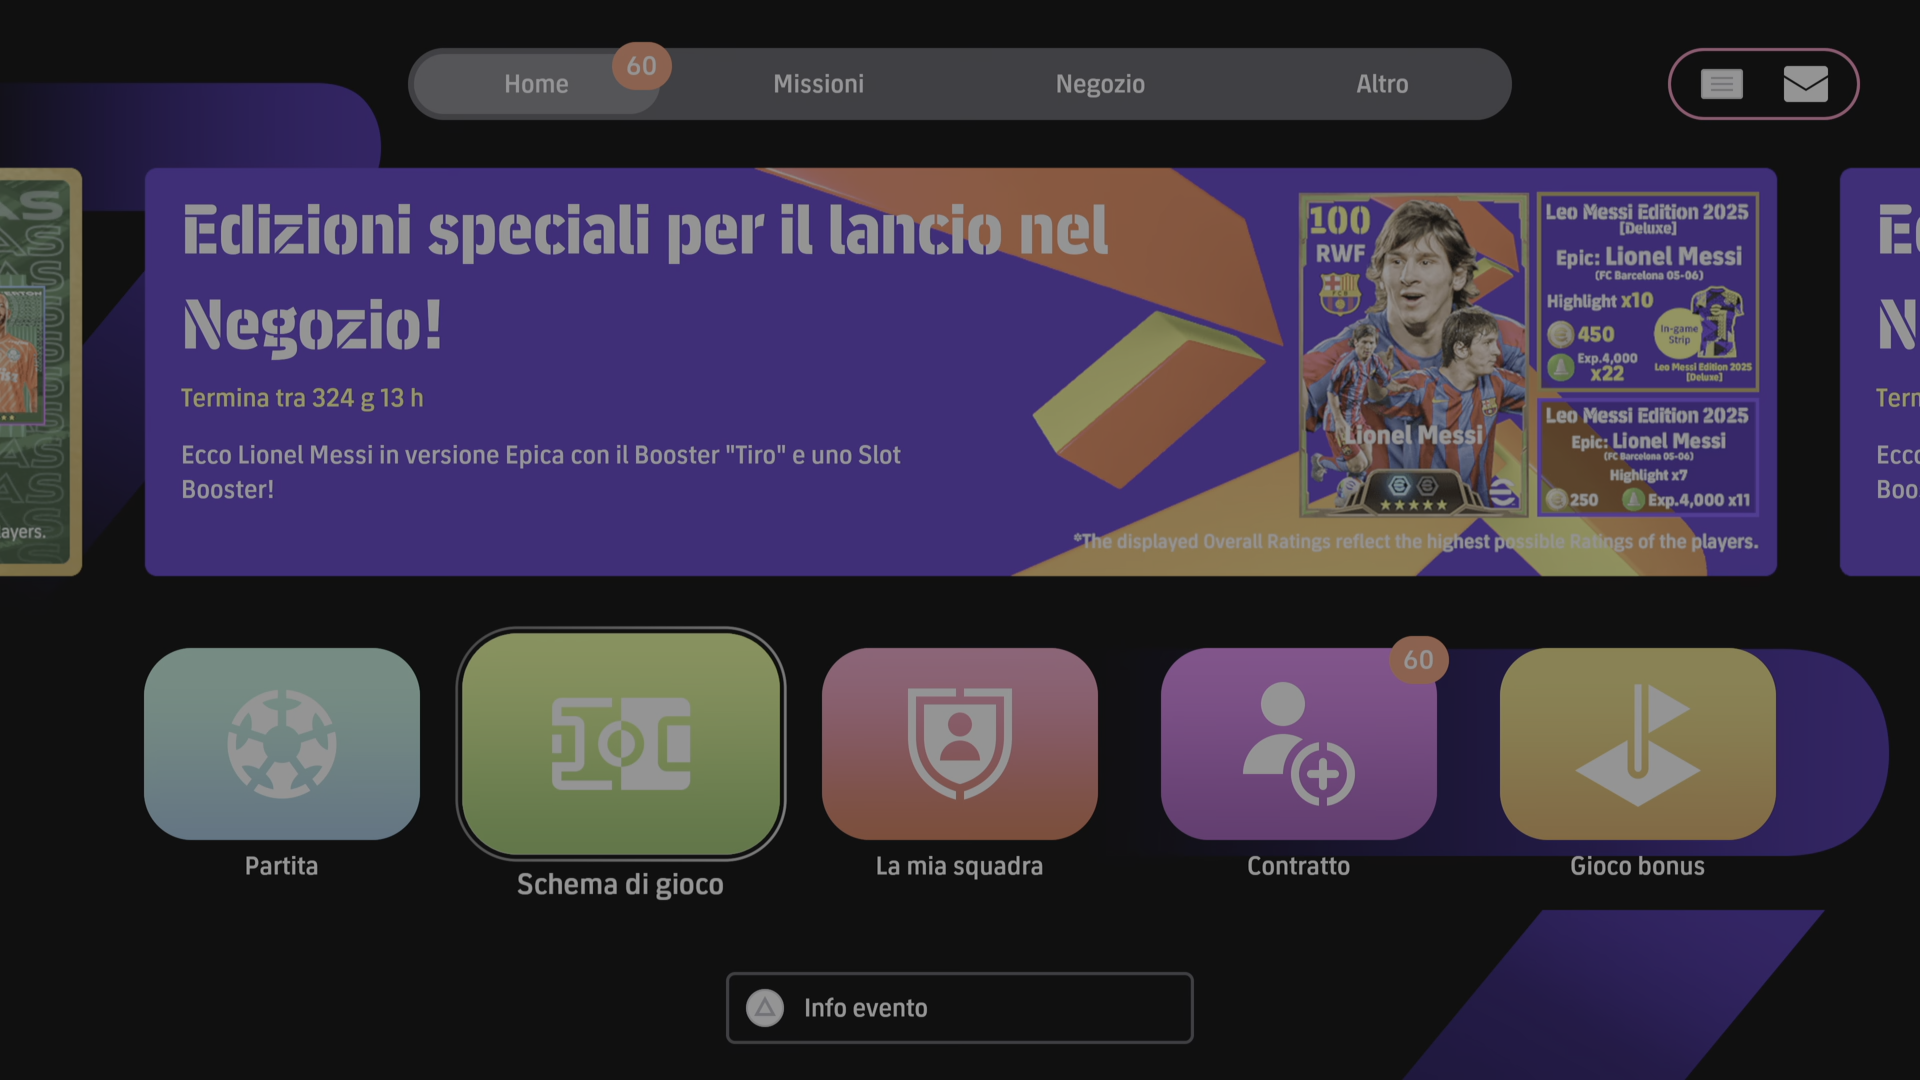 Home
60
Missioni
Negozio
Altro
Edizioni speciali per il lancio nel
Negozio!
Termina tra 324 g 13 h
Ecco Lionel Messi in versione Epica con il Booster "Tiro" e uno Slot
Booster!
100
RWF
Lionel Messi
Leo Messi Edition 2025
[Deluxe]
Epic: Lionel Messi
(FC Barcelona 05-06)
Highlight x10
450
In-game
Strip
Exp.4,000
x22
Leo Messi Edition 2025
[Deluxe]
Leo Messi Edition 2025
Epic: Lionel Messi
(FC Barcelona 05-06)
Highlight x7
250
Exp.4,000 x11
*The displayed Overall Ratings reflect the highest possible Ratings of the players.
ayers.
Partita
Schema di gioco
La mia squadra
60
Contratto
Gioco bonus
Info evento